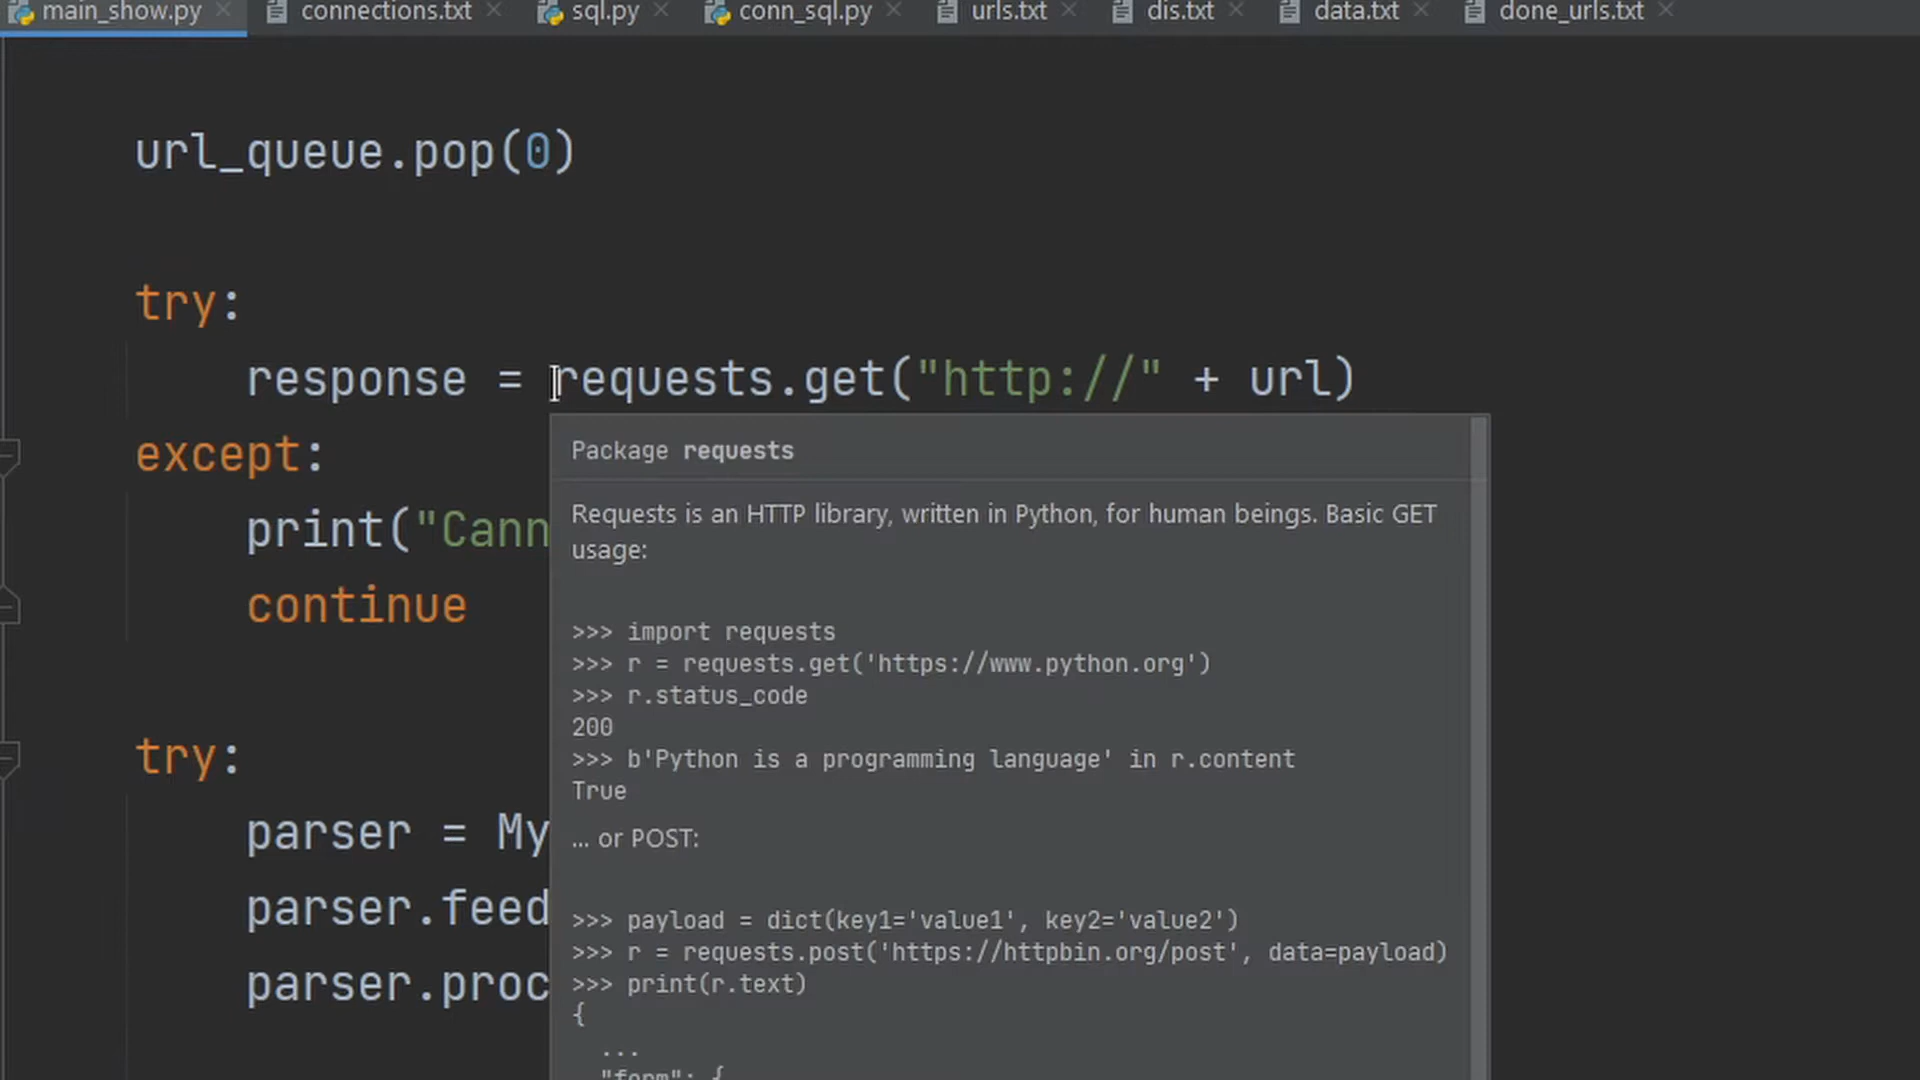 main_show.py connections.txt sql.py conn_sql.py urls.txt dis.txt data.txt done_urls.txt
url_queue.pop(0)
try:
response = requests.get("http://" + url)
except:
print("Cann
continue
try:
parser = My
parser.feed
parser.proc
Package requests
Requests is an HTTP library, written in Python, for human beings. Basic GET
usage:
>>> import requests
>>> r = requests.get('https://www.python.org')
>>> r.status_code
200
>>> b'Python is a programming language' in r.content
True
... or POST:
>>> payload = dict(key1='value1', key2='value2')
>>> r = requests.post('https://httpbin.org/post', data=payload)
>>> print(r.text)
{
...
"form": {